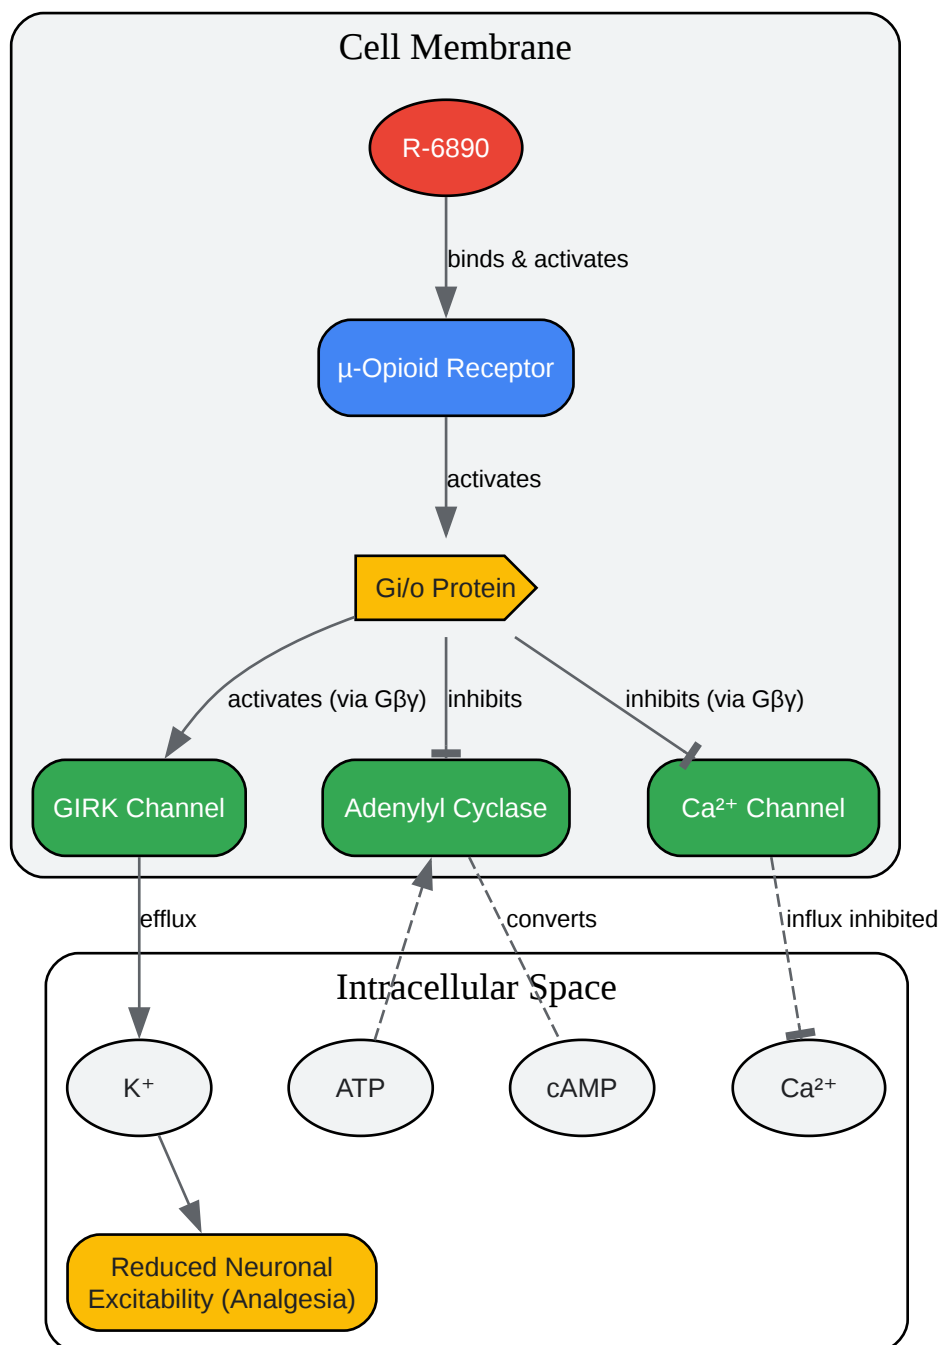 Cell Membrane
R-6890
binds & activates
µ-Opioid Receptor
activates
Gi/o Protein
activates (via Gβγ)
inhibits
inhibits (via Gβγ)
GIRK Channel
Adenylyl Cyclase
Ca²⁺ Channel
efflux
converts
influx inhibited
Intracellular Space
K⁺
ATP
cAMP
Ca²⁺
Reduced Neuronal
Excitability (Analgesia)